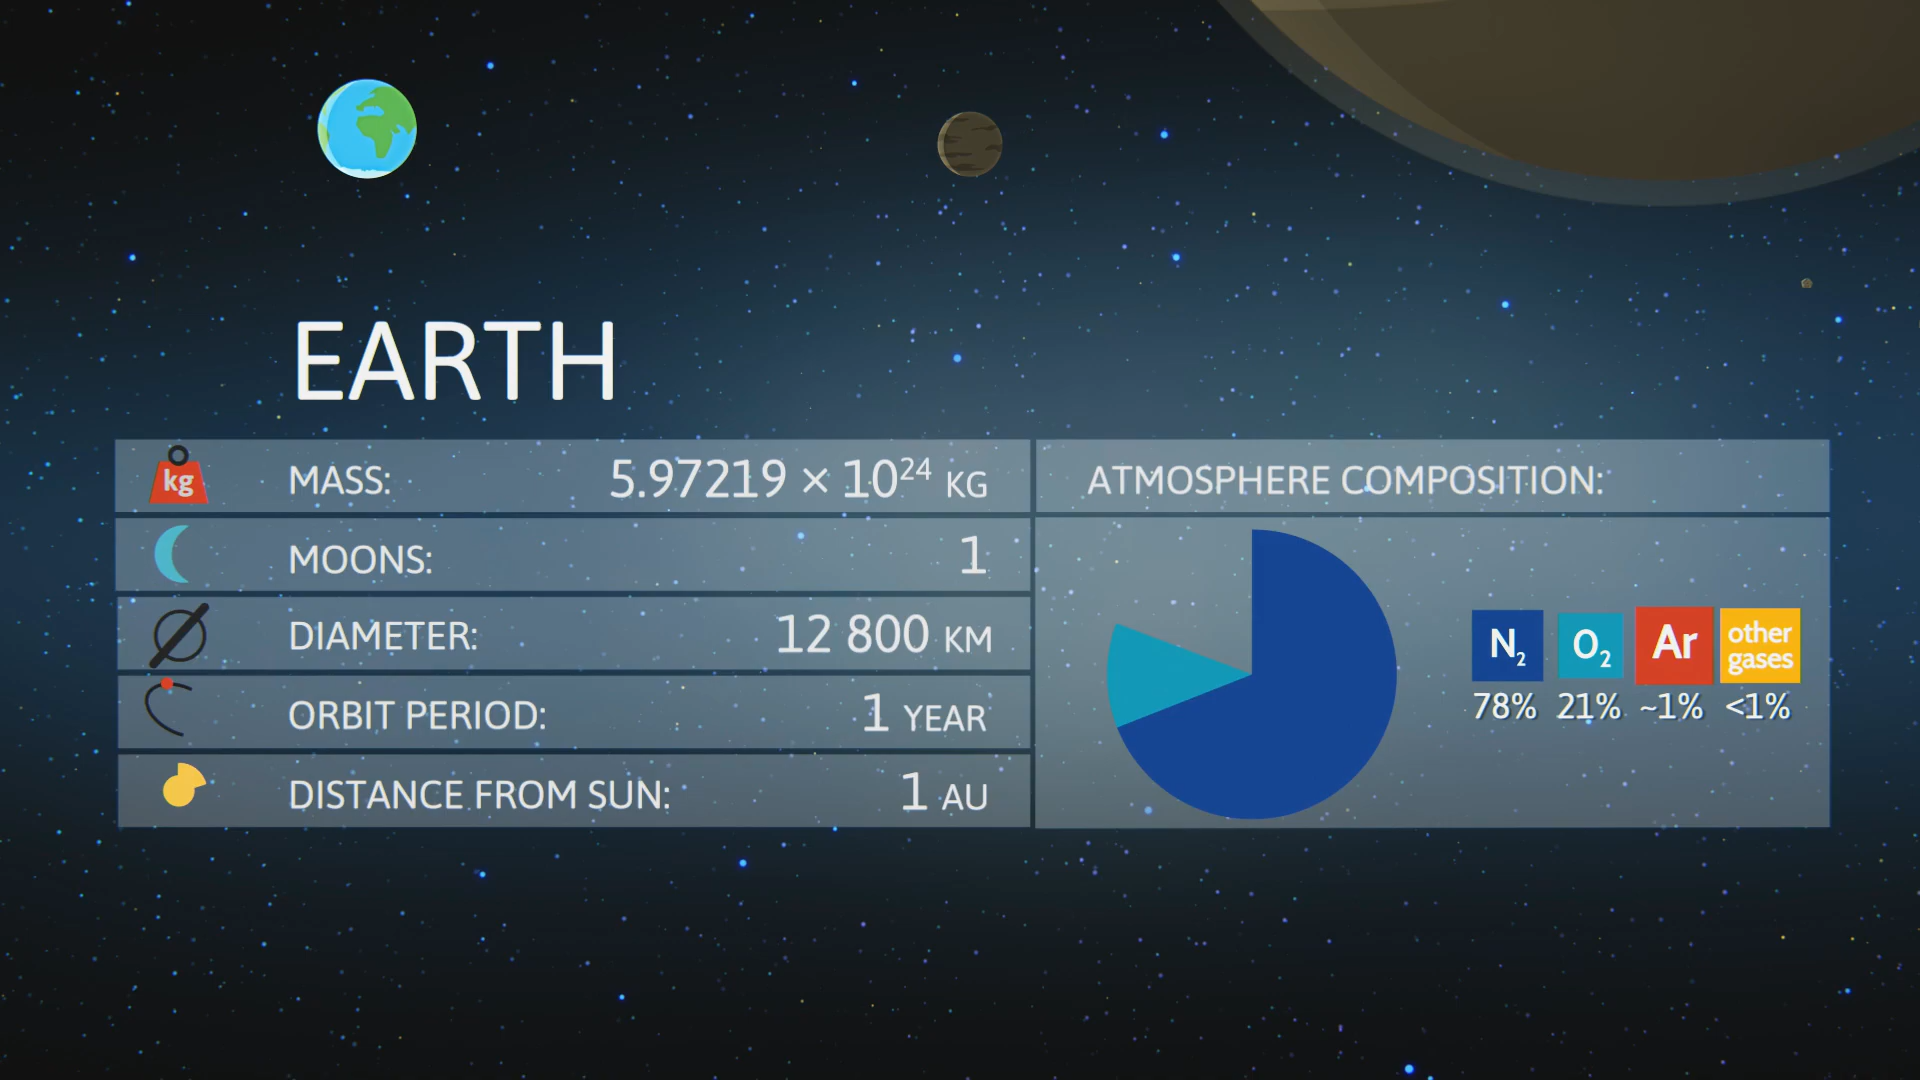 EARTH
kg MASS: 5.97219 × 10²⁴ KG
MOONS: 1
DIAMETER: 12 800 KM
ORBIT PERIOD: 1 YEAR
DISTANCE FROM SUN: 1 AU
ATMOSPHERE COMPOSITION:
N₂ O₂ Ar other gases
78% 21% ~1% <1%